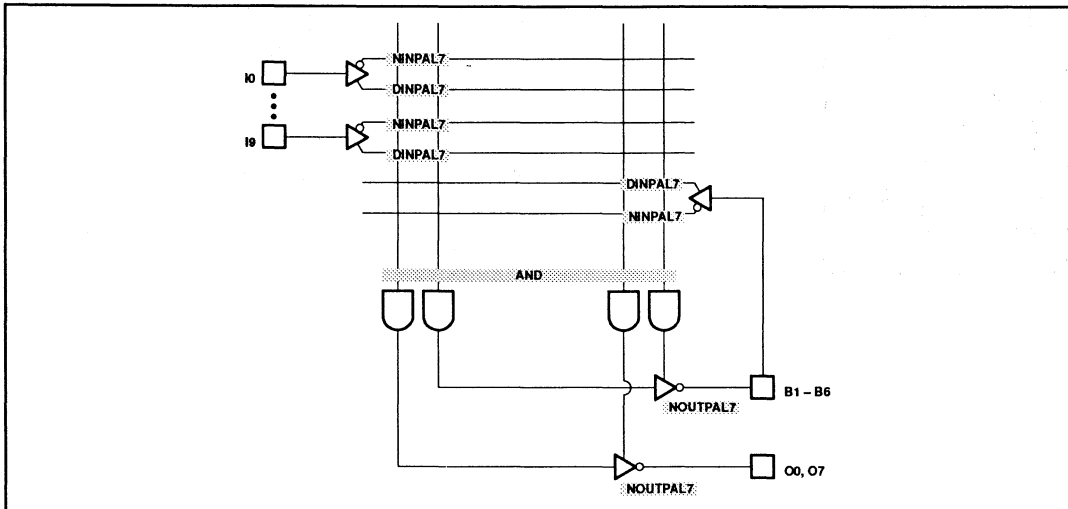 NINPAL7
I0
DINPAL7
NINPAL7
I9
DINPAL7
DINPAL7
NINPAL7
AND
B1 – B6
NOUTPAL7
O0, O7
NOUTPAL7